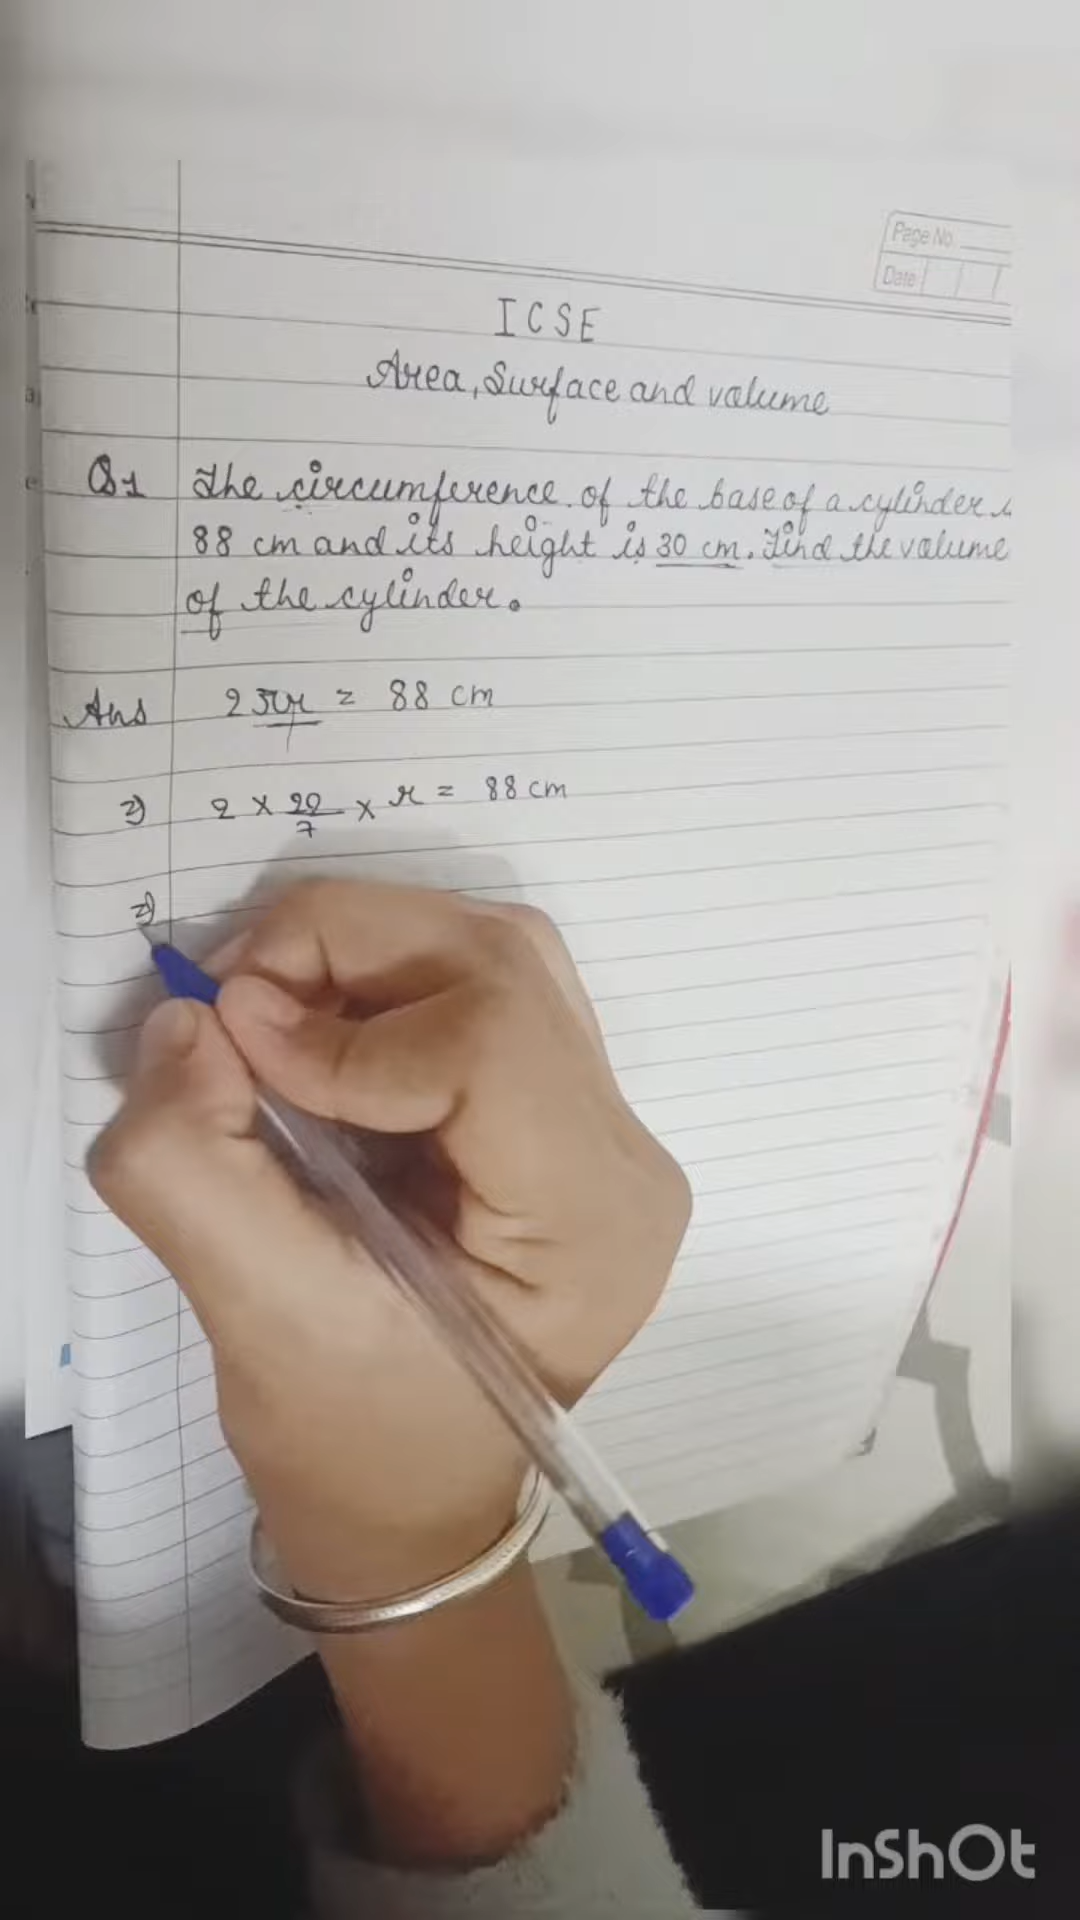 Page No.
Date
ICSE
Area, Surface and volume
Q1 The circumference of the base of a cylinder
88 cm and its height is 30 cm. Find the volume
of the cylinder.
Ans 2πr = 88 cm
⇒) 2 × 22/7 × r = 88 cm
⇒)
InShOt